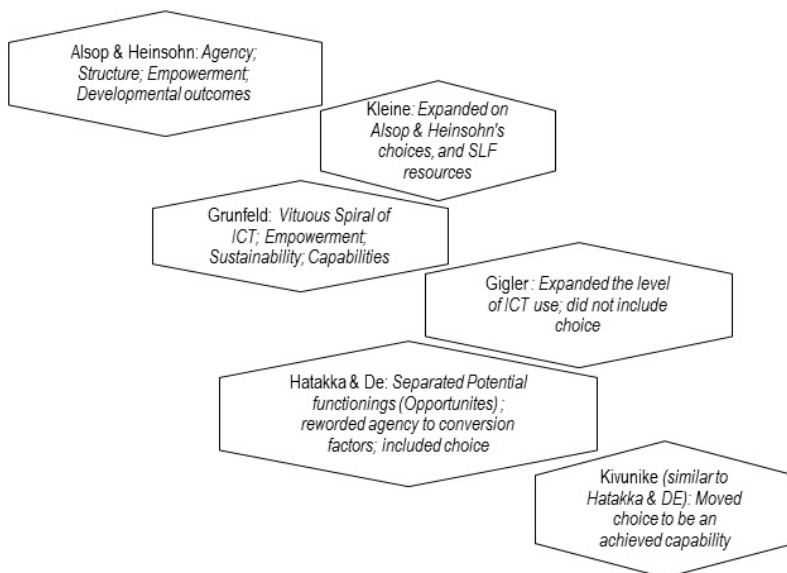 Alsop & Heinsohn: Agency;
Structure; Empowerment;
Developmental outcomes
Kleine: Expanded on
Alsop & Heinsohn's
choices, and SLF
resources
Grunfeld: Vituous Spiral of
ICT; Empowerment;
Sustainability; Capabilities
Gigler : Expanded the level
of ICT use; did not include
choice
Hatakka & De: Separated Potential
functionings (Opportunites) ;
reworded agency to conversion
factors; included choice
Kivunike (similar to
Hatakka & DE): Moved
choice to be an
achieved capability